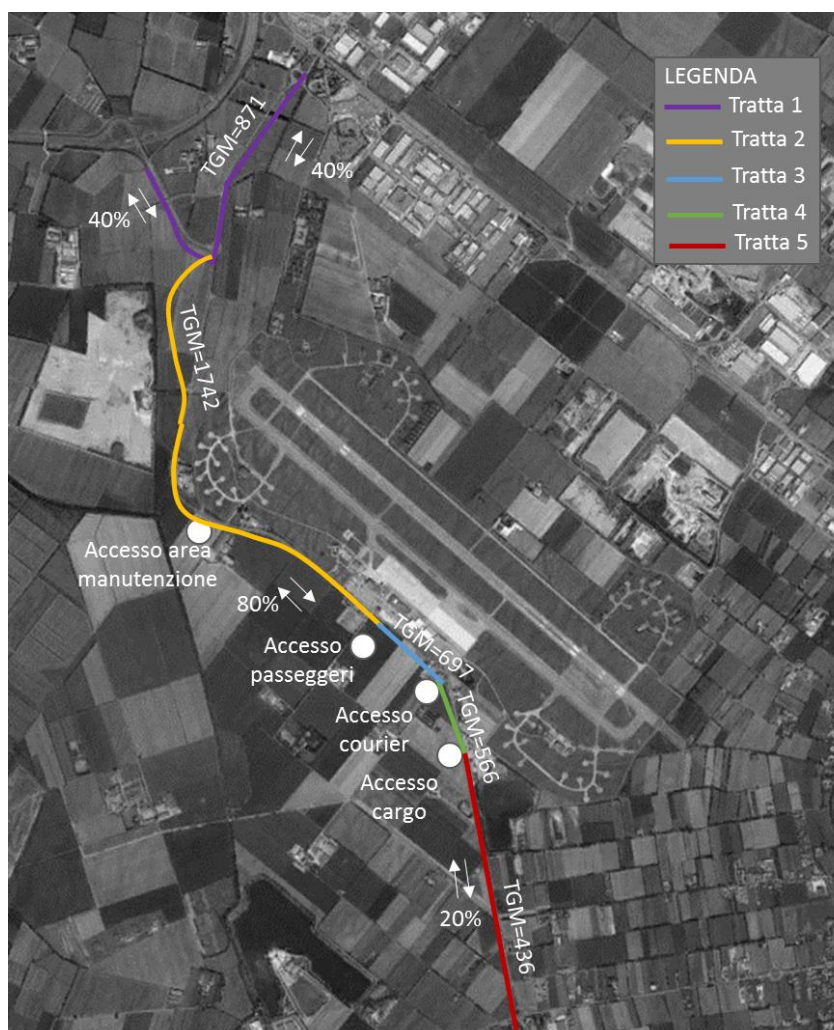 LEGENDA
Tratta 1
Tratta 2
Tratta 3
Tratta 4
Tratta 5
TGM=871
40%
40%
TGM=1742
Accesso area
manutenzione
80%
TGM=697
Accesso
passeggeri
Accesso
courier
TGM=566
Accesso
cargo
20%
TGM=436